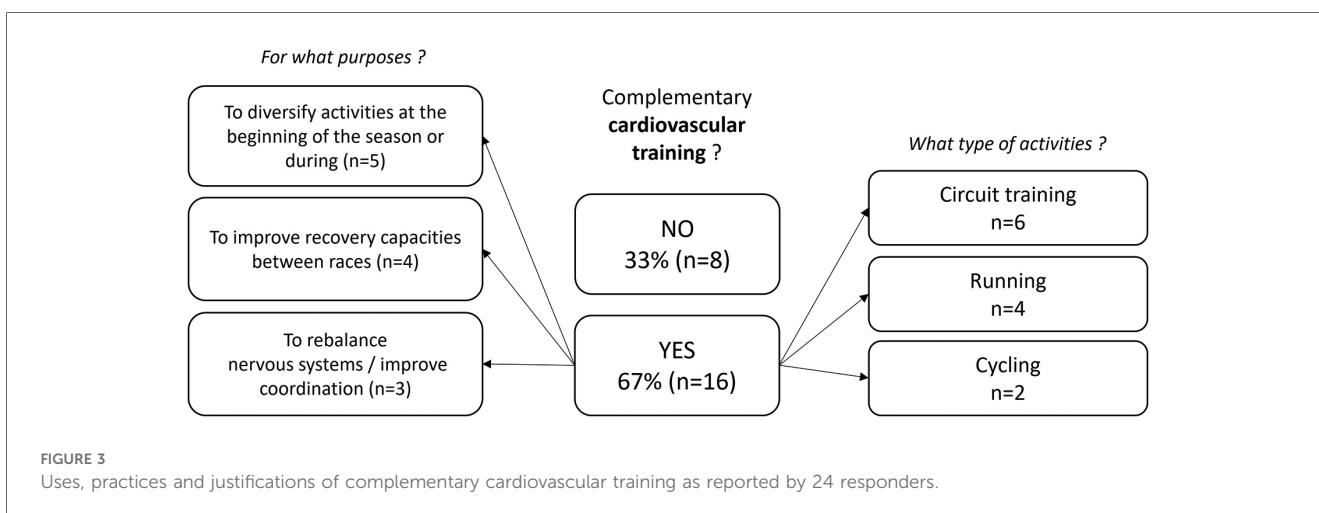 For what purposes ?
To diversify activities at the
beginning of the season or
during (n=5)
To improve recovery capacities
between races (n=4)
To rebalance
nervous systems / improve
coordination (n=3)
Complementary
cardiovascular
training ?
NO
33% (n=8)
YES
67% (n=16)
What type of activities ?
Circuit training
n=6
Running
n=4
Cycling
n=2
FIGURE 3
Uses, practices and justifications of complementary cardiovascular training as reported by 24 responders.